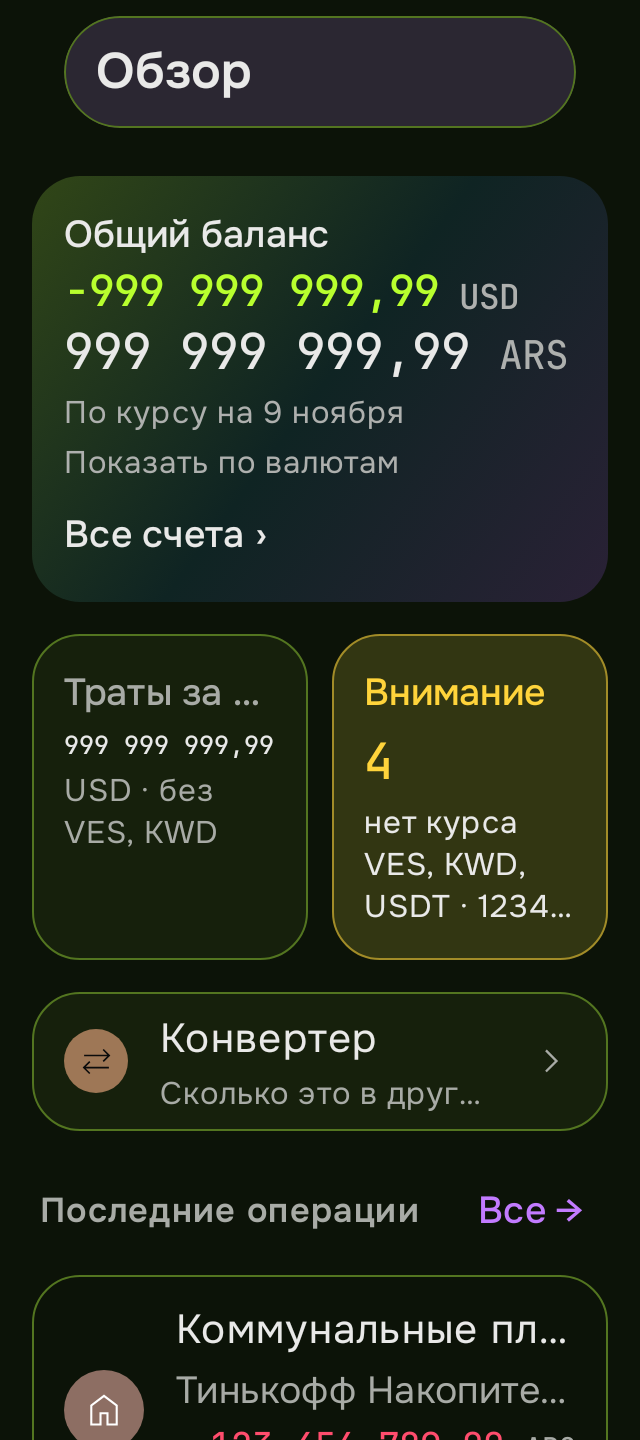 Обзор
Общий баланс
-999 999 999,99 USD
999 999 999,99 ARS
По курсу на 9 ноября
Показать по валютам
Все счета ›
Траты за ...
999 999 999,99
USD · без
VES, KWD
Внимание
4
нет курса
VES, KWD,
USDT · 1234...
Конвертер
Сколько это в друг...
Последние операции
Все →
Коммунальные пл...
Тинькофф Накопите...